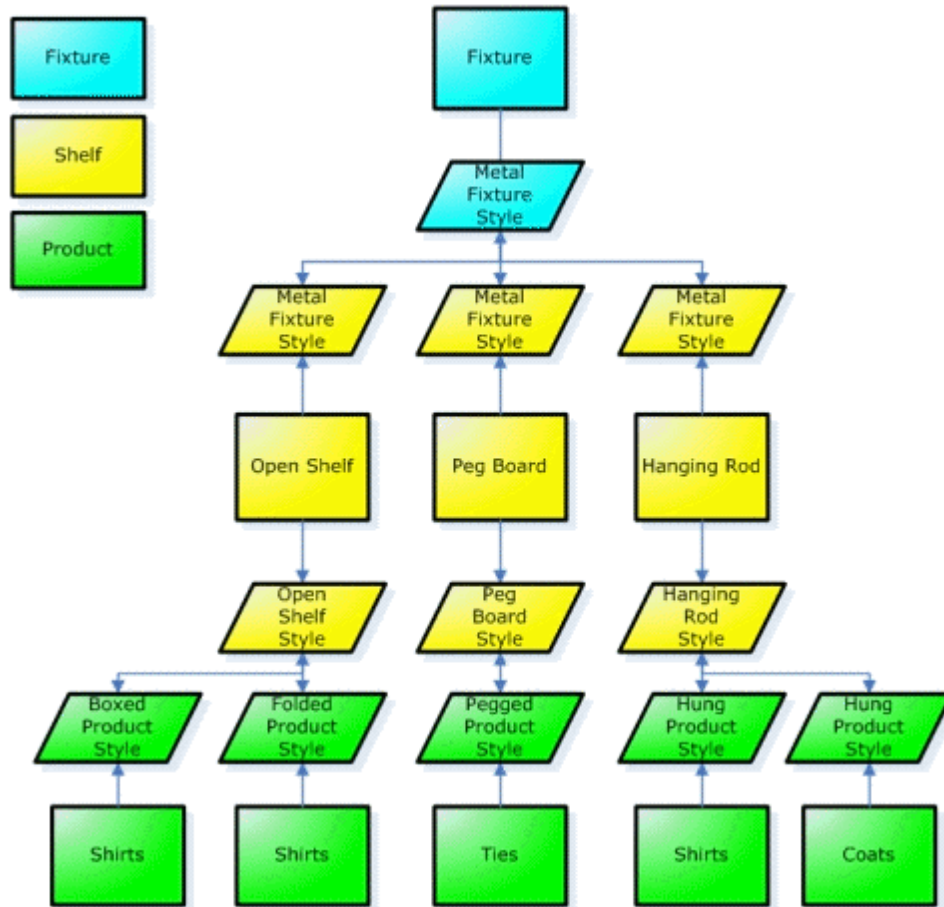 Fixture
Fixture
Shelf
Metal
Fixture
Style
Product
Metal
Fixture
Style
Metal
Fixture
Style
Metal
Fixture
Style
Open Shelf
Peg Board
Hanging Rod
Open
Shelf
Style
Peg
Board
Style
Hanging
Rod
Style
Boxed
Product
Style
Folded
Product
Style
Pegged
Product
Style
Hung
Product
Style
Hung
Product
Style
Shirts
Shirts
Ties
Shirts
Coats